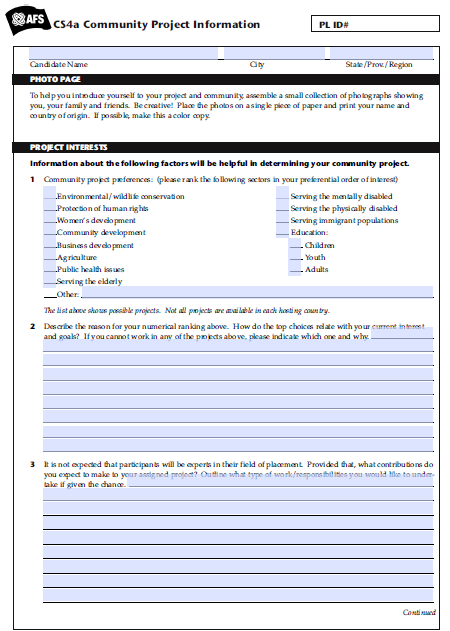 AFS
CS4a Community Project Information
PL ID#
Candidate Name City State/Prov./Region
PHOTO PAGE
To help you introduce yourself to your project and community, assemble a small collection of photographs showing
you, your family and friends. Be creative! Place the photos on a single piece of paper and print your name and
country of origin. If possible, make this a color copy.
PROJECT INTERESTS
Information about the following factors will be helpful in determining your community project.
1 Community project preferences: (please rank the following sectors in your preferential order of interest)
Environmental/wildlife conservation
Protection of human rights
Women's development
Community development
Business development
Agriculture
Public health issues
Serving the elderly
Other:
Serving the mentally disabled
Serving the physically disabled
Serving immigrant populations
Education:
Children
Youth
Adults
The list above shows possible projects. Not all projects are available in each hosting country.
2 Describe the reason for your numerical ranking above. How do the top choices relate with your current interest
and goals? If you cannot work in any of the projects above, please indicate which one and why.
3 It is not expected that participants will be experts in their field of placement. Provided that, what contributions do
you expect to make to your assigned project? Outline what type of work/responsibilities you would like to under-
take if given the chance.
Continued